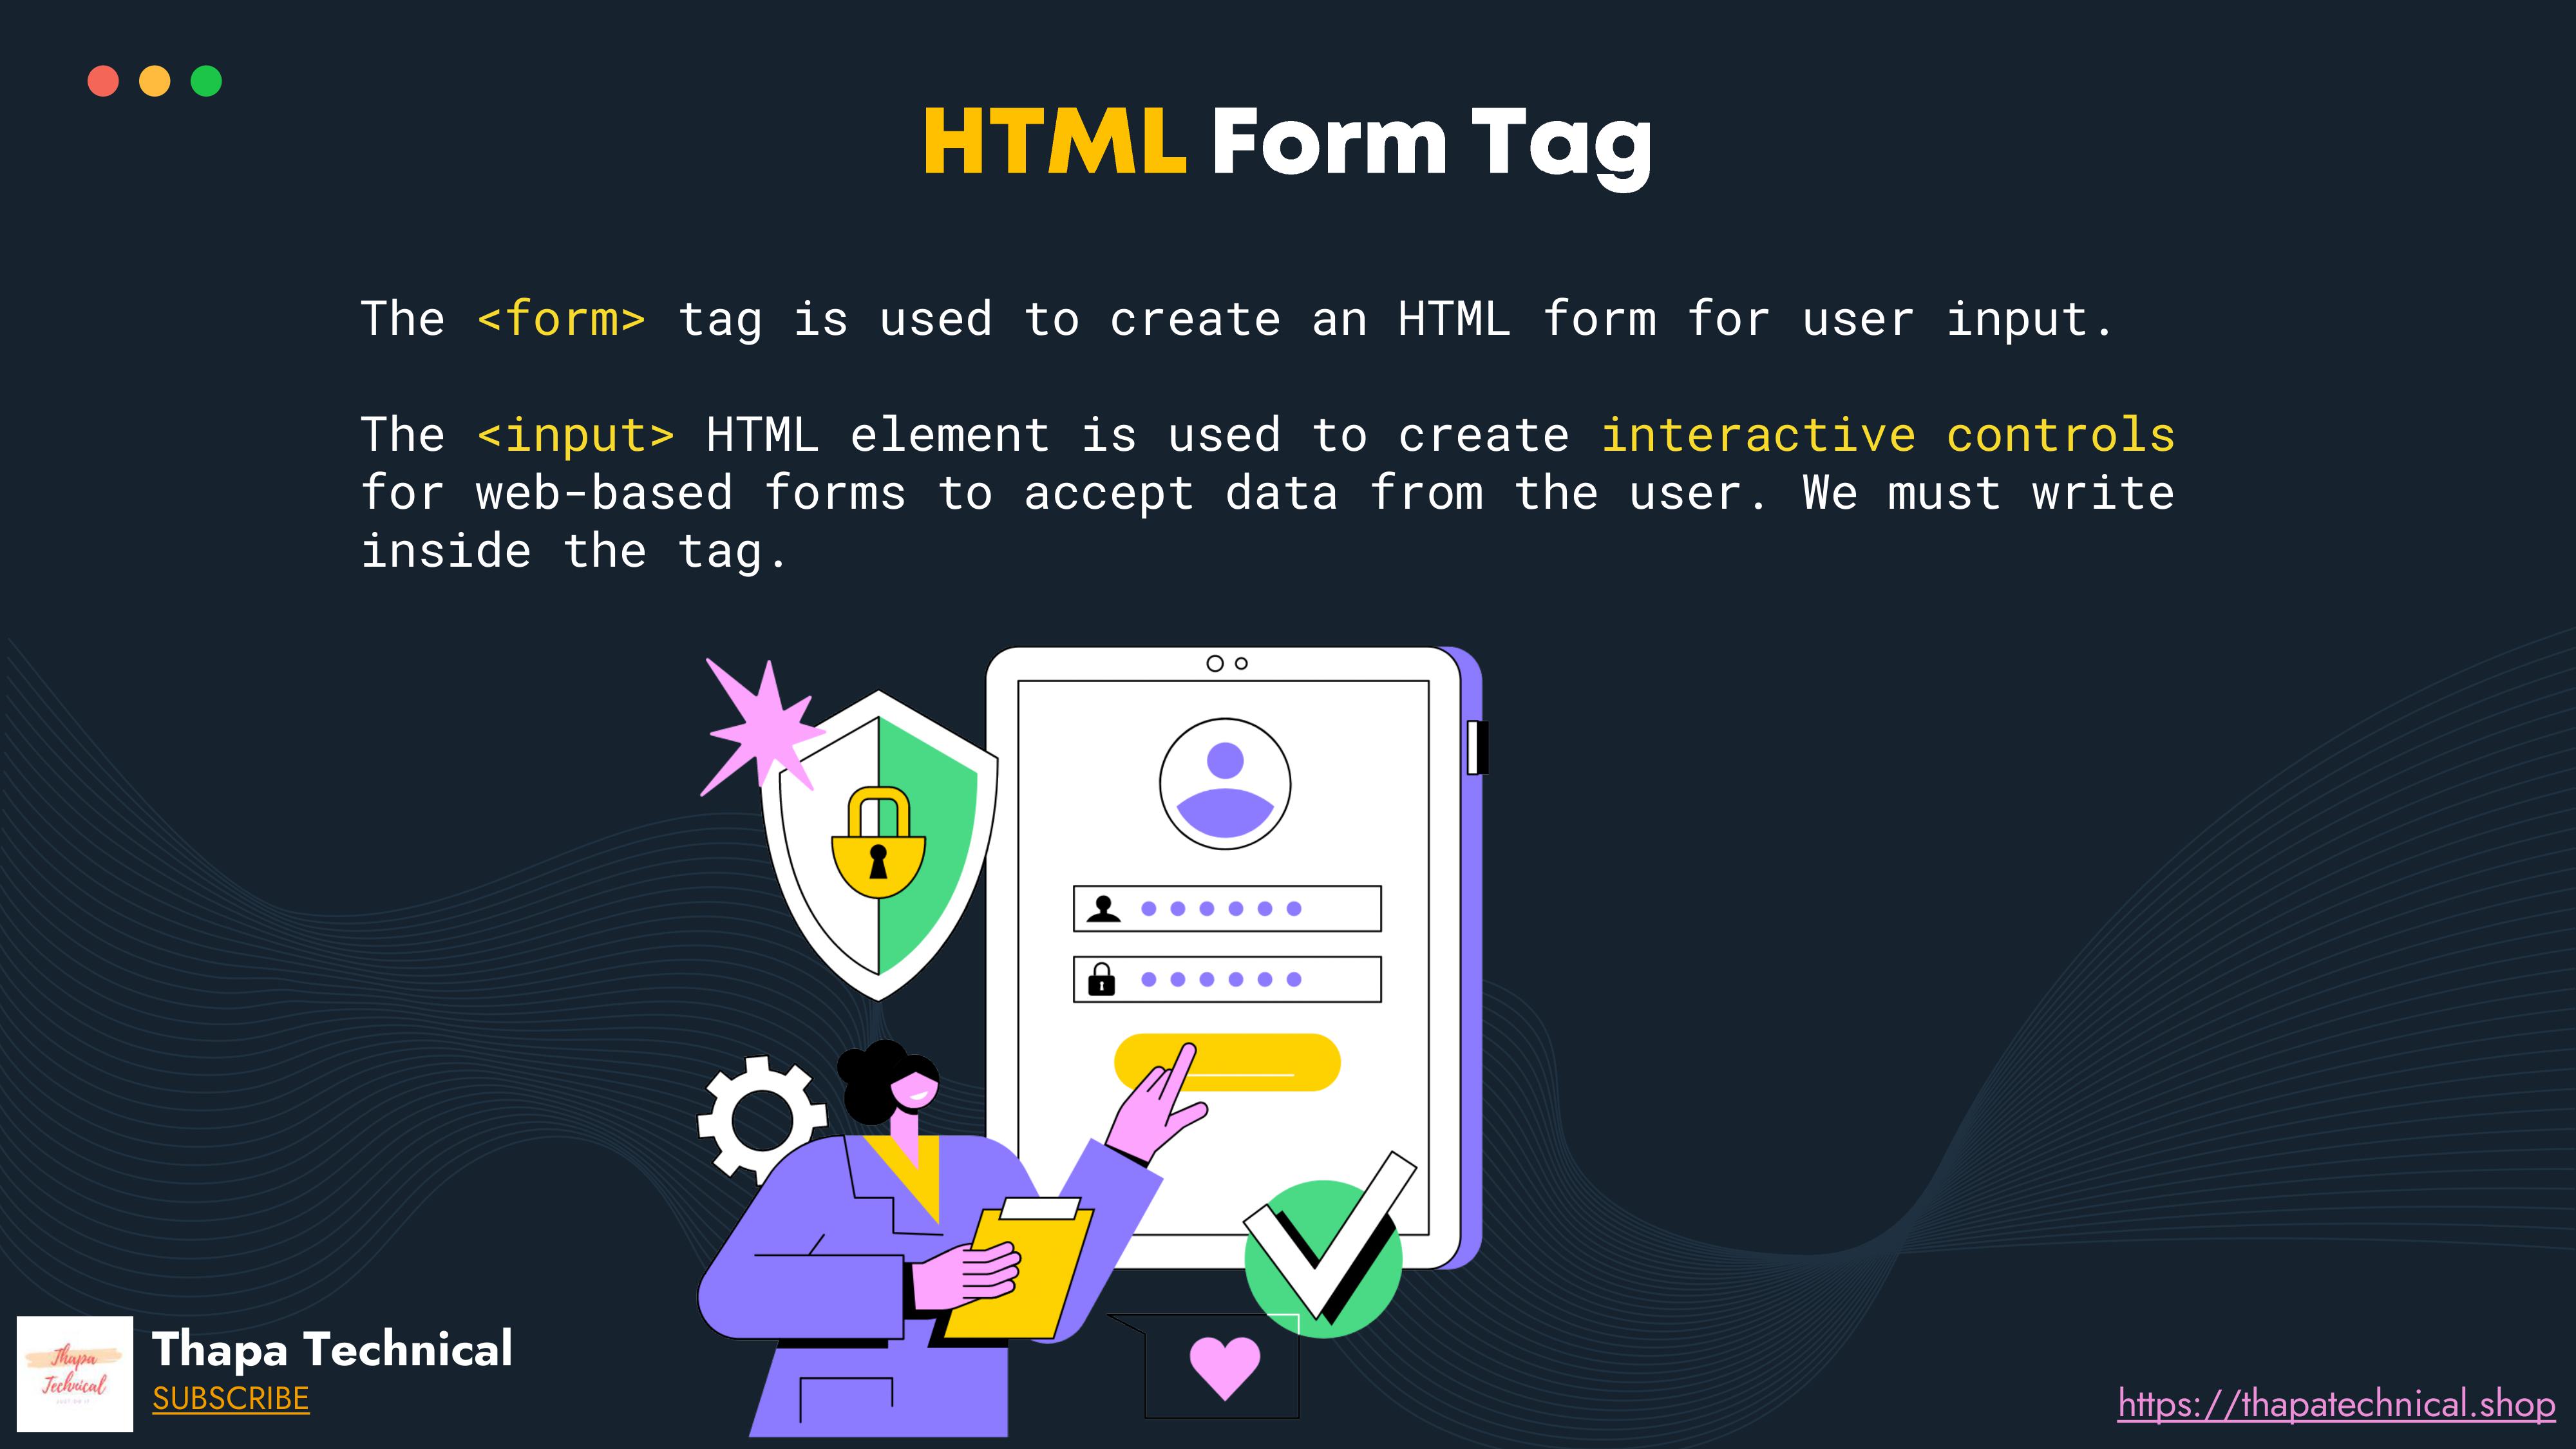 HTML Form Tag
The <form> tag is used to create an HTML form for user input.
The <input> HTML element is used to create interactive controls
for web-based forms to accept data from the user. We must write
inside the tag.
Thapa
Technical
Thapa Technical
SUBSCRIBE
https://thapatechnical.shop